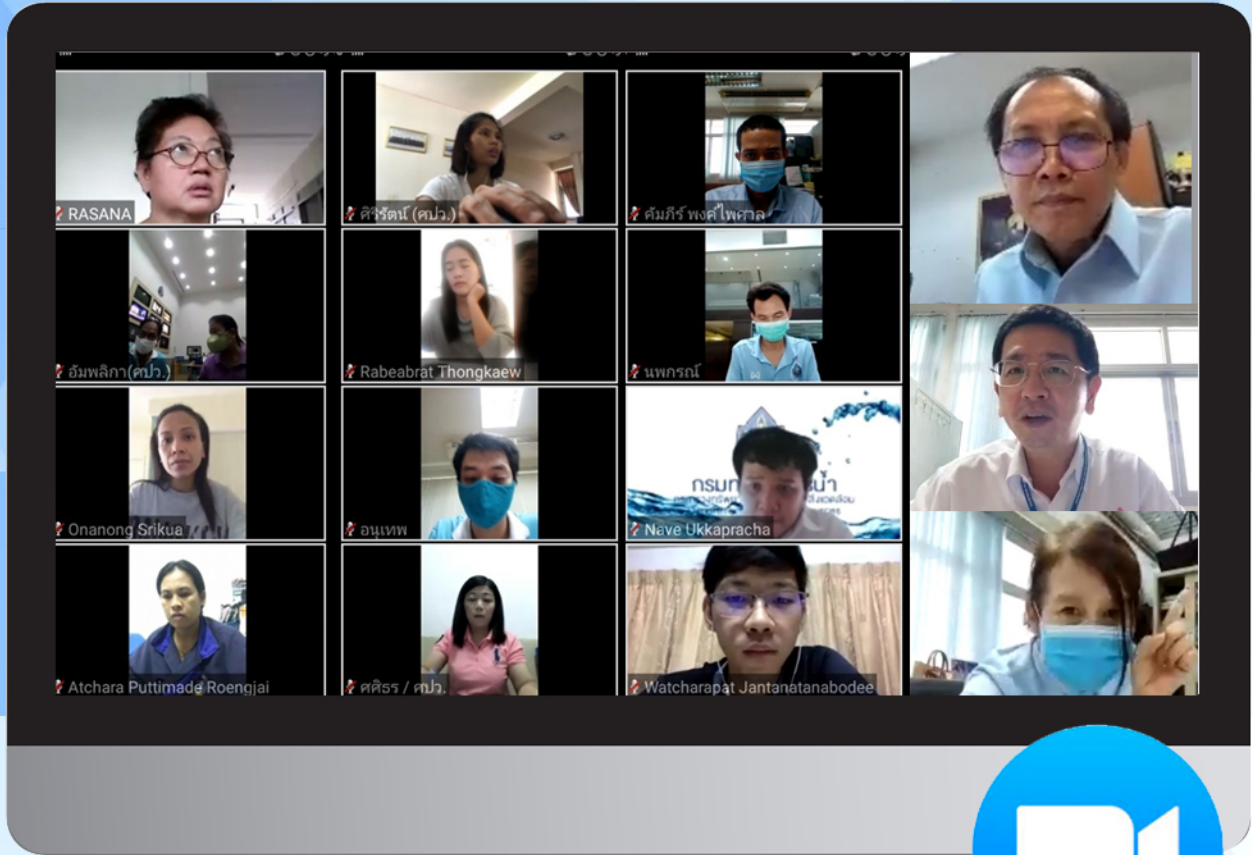 RASANA
ศิริรัตน์ (ศปว.)
คัมภีร์ พงค์ไพศาล
อัมพลิกา(ศปว.)
Rabeabrat Thongkaew
นพกรณ์
Onanong Srikua
อนุเทพ
Nave Ukkapracha
Atchara Puttimade Roengjai
ศศิธร / ศปว.
Watcharapat Jantanatanabodee